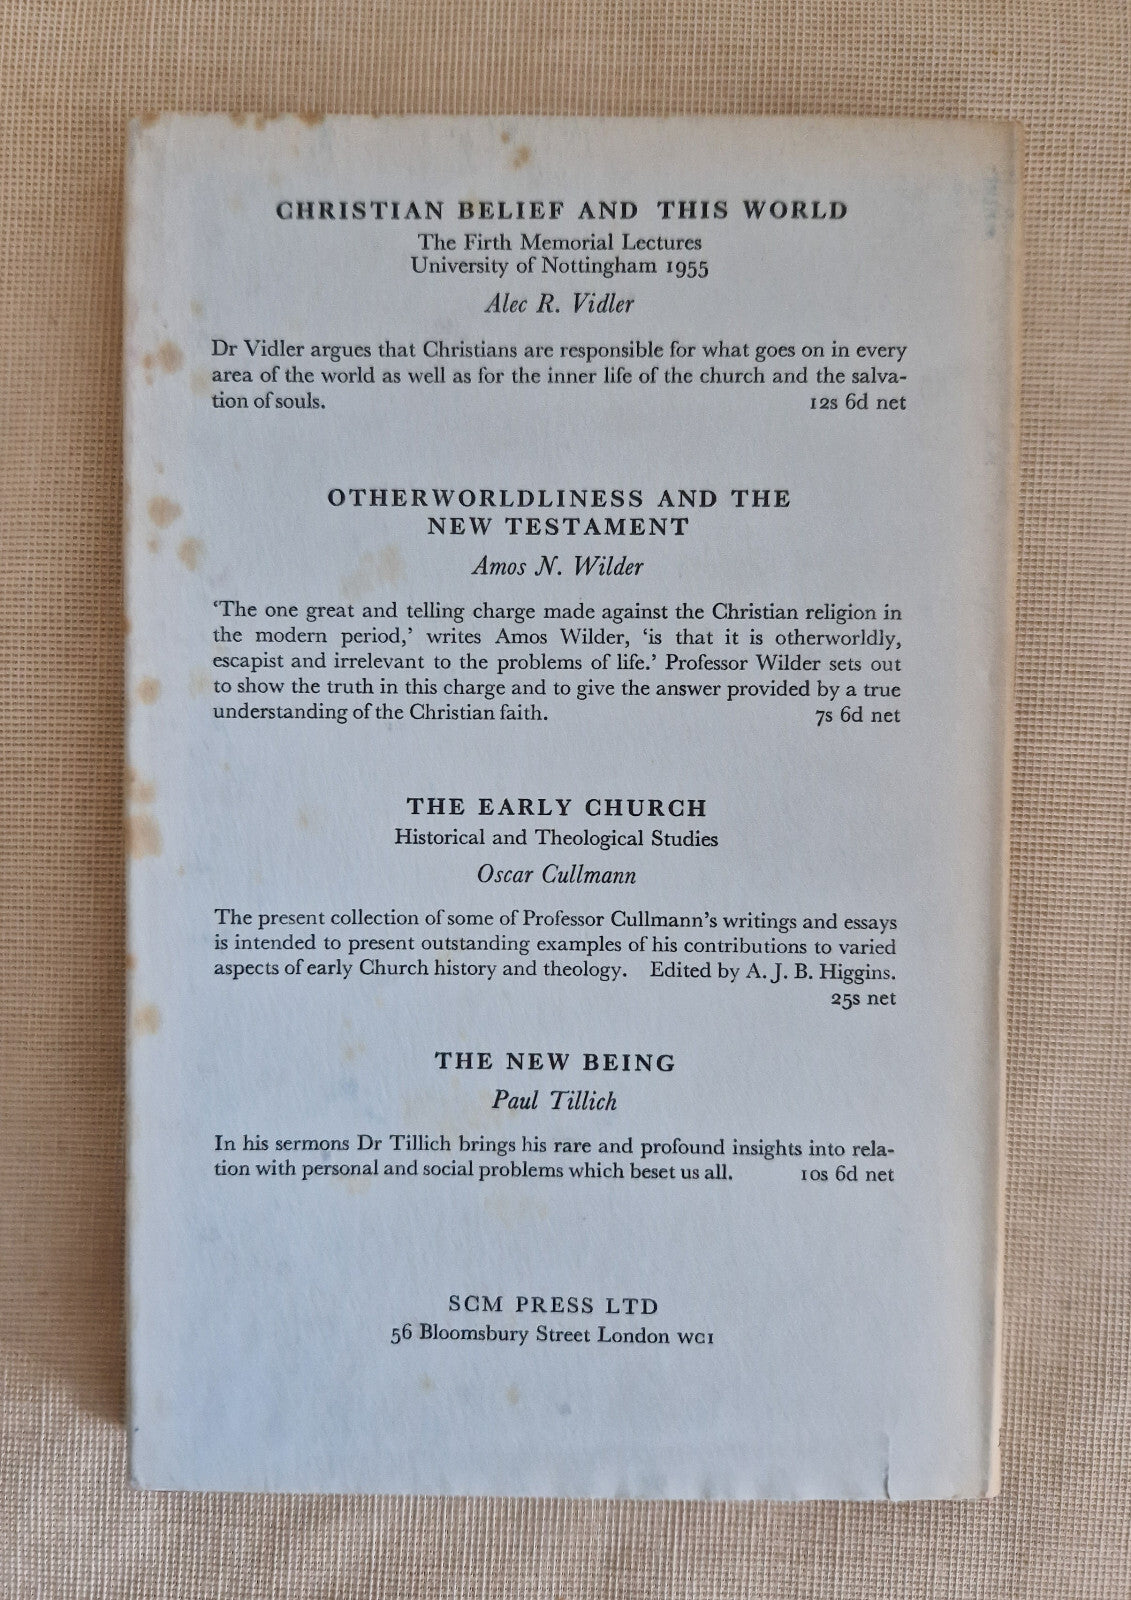 CHRISTIAN BELIEF AND THIS WORLD
The Firth Memorial Lectures
University of Nottingham 1955
Alec R. Vidler
Dr Vidler argues that Christians are responsible for what goes on in every
area of the world as well as for the inner life of the church and the salva-
tion of souls. 12s 6d net
OTHERWORLDLINESS AND THE
NEW TESTAMENT
Amos N. Wilder
‘The one great and telling charge made against the Christian religion in
the modern period,’ writes Amos Wilder, ‘is that it is otherworldly,
escapist and irrelevant to the problems of life.’ Professor Wilder sets out
to show the truth in this charge and to give the answer provided by a true
understanding of the Christian faith. 7s 6d net
THE EARLY CHURCH
Historical and Theological Studies
Oscar Cullmann
The present collection of some of Professor Cullmann’s writings and essays
is intended to present outstanding examples of his contributions to varied
aspects of early Church history and theology. Edited by A. J. B. Higgins.
25s net
THE NEW BEING
Paul Tillich
In his sermons Dr Tillich brings his rare and profound insights into rela-
tion with personal and social problems which beset us all. 10s 6d net
SCM PRESS LTD
56 Bloomsbury Street London WC1